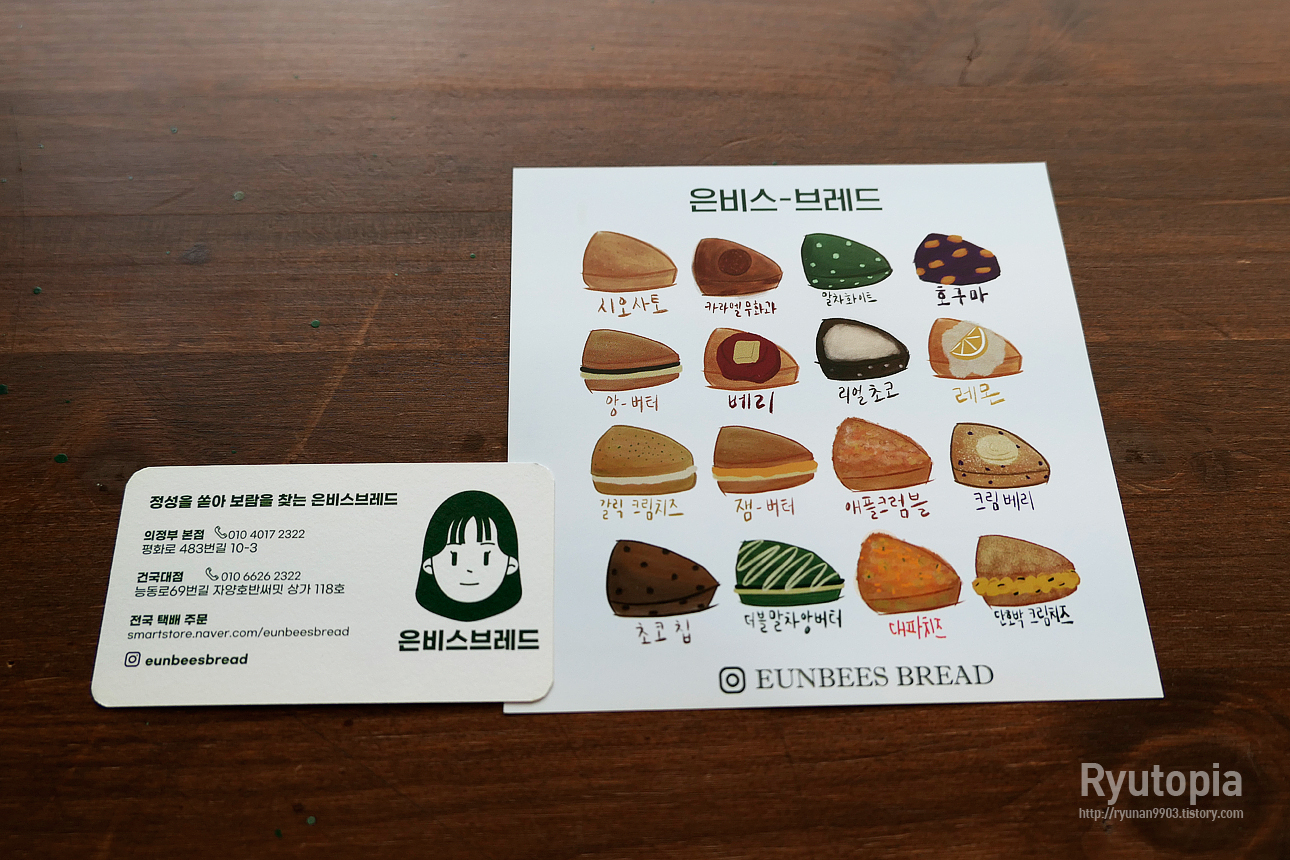 은비스-브레드
시오사토
카라멜무화과
말차화이트
호구마
앙-버터
베리
리얼초코
레몬
갈릭 크림치즈
잼-버터
애플크럼블
크림베리
초코칩
더블말차앙버터
대파치즈
단호박 크림치즈
EUNBEES BREAD
정성을 쏟아 보람을 찾는 은비스브레드
의정부 본점 010 4017 2322
평화로 483번길 10-3
건국대점 010 6626 2322
능동로69번길 자양호반써밋 상가 118호
전국 택배 주문
smartstore.naver.com/eunbeesbread
eunbeesbread
은비스브레드
Ryutopia
http://ryunan9903.tistory.com